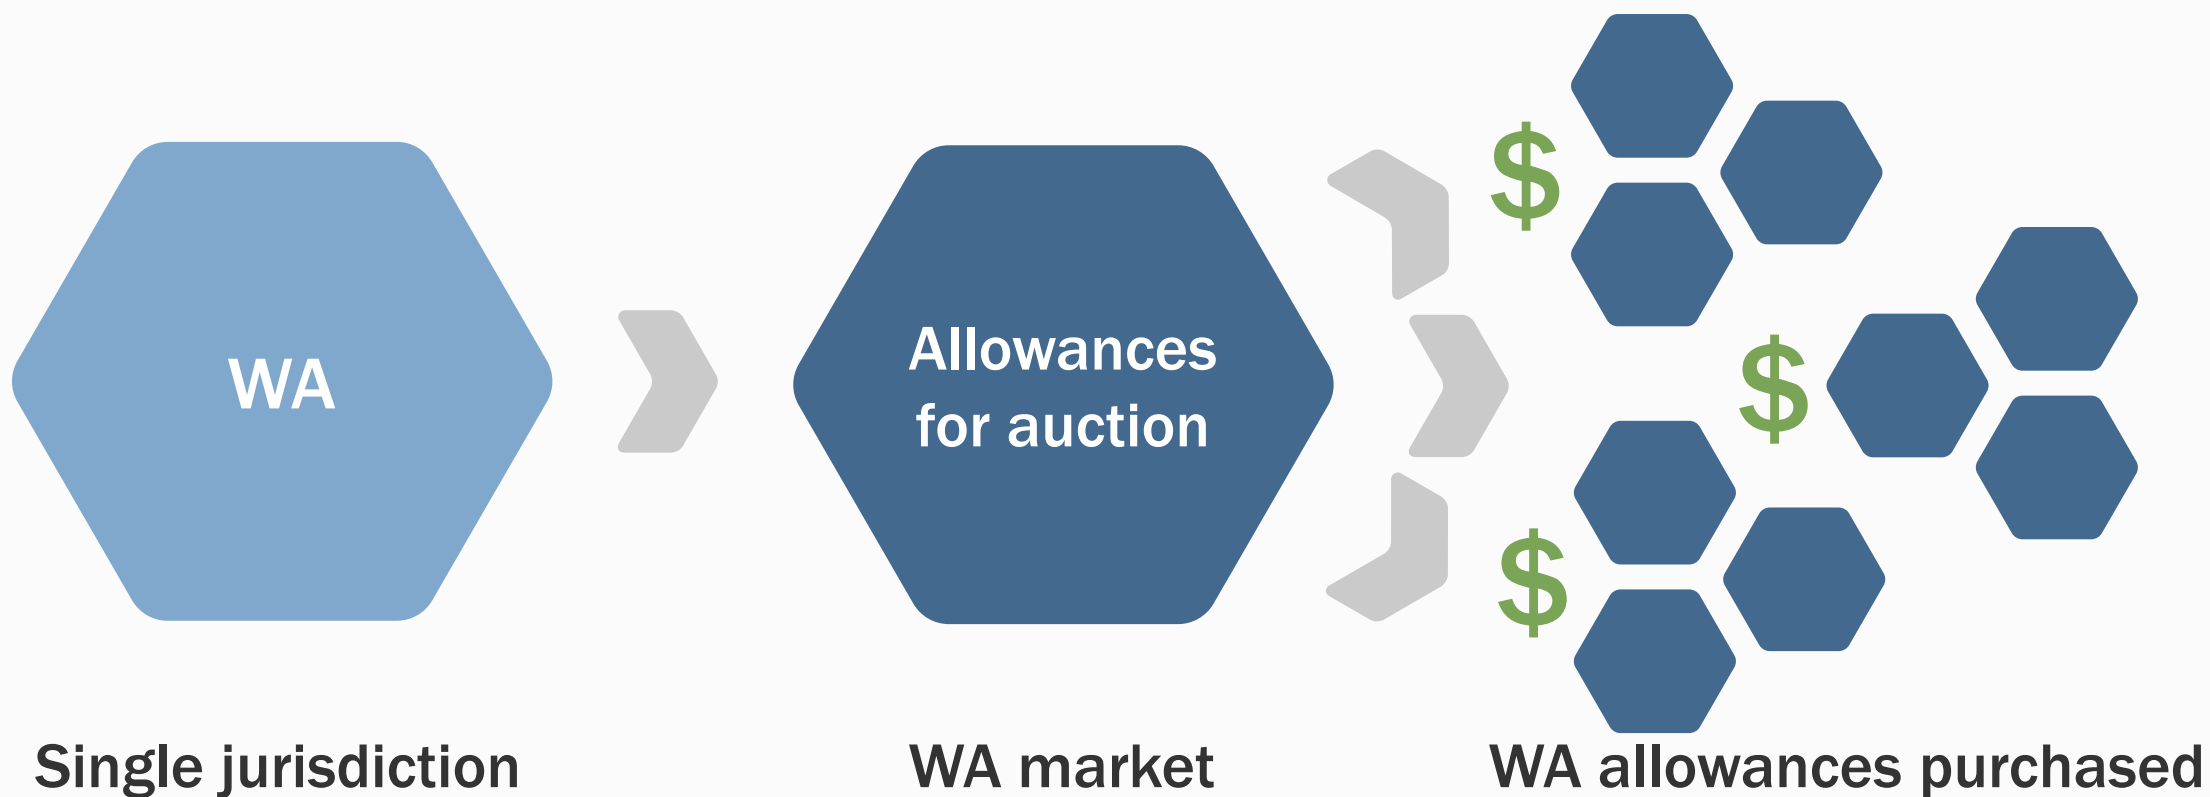 WA
Allowances
for auction
$
$
$
Single jurisdiction
WA market
WA allowances purchased